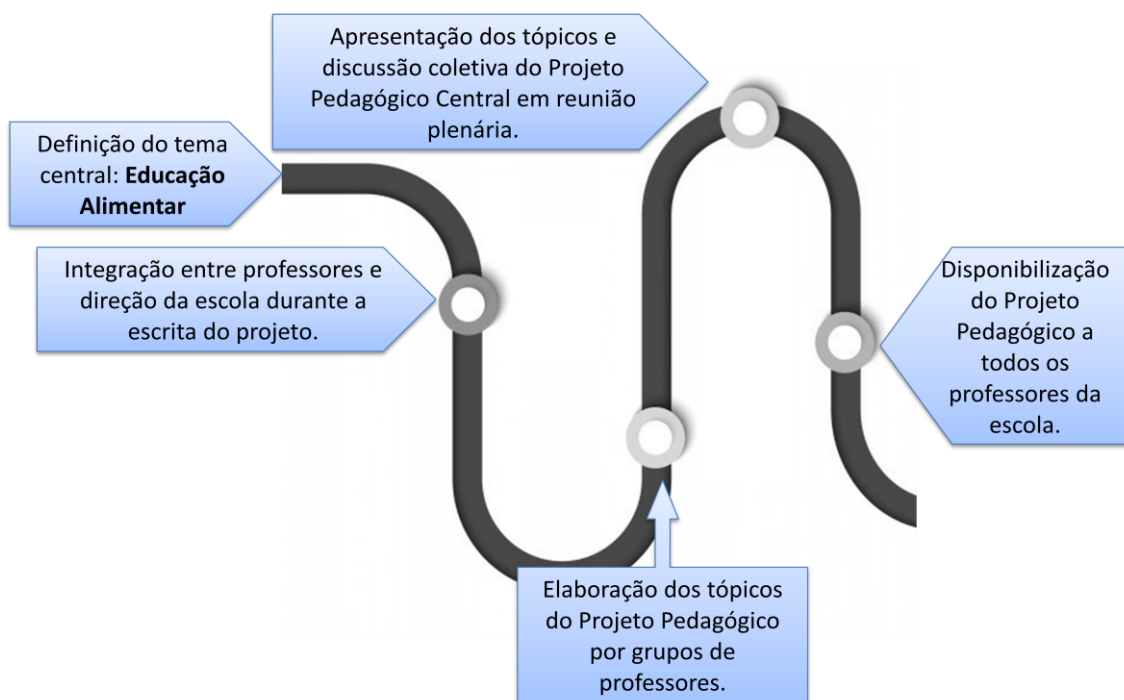 Apresentação dos tópicos e
discussão coletiva do Projeto
Pedagógico Central em reunião
plenária.
Definição do tema
central: Educação
Alimentar
Integração entre professores e
direção da escola durante a
escrita do projeto.
Disponibilização
do Projeto
Pedagógico a
todos os
professores da
escola.
Elaboração dos tópicos
do Projeto Pedagógico
por grupos de
professores.